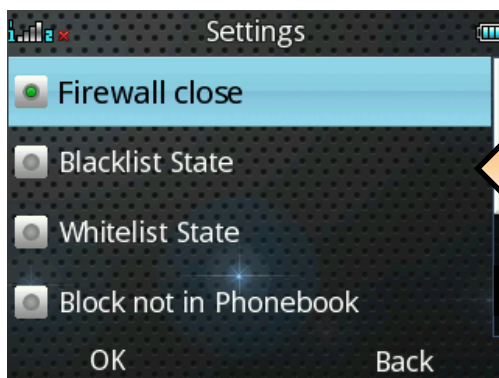 Settings
Firewall close
Blacklist State
Whitelist State
Block not in Phonebook
OK Back